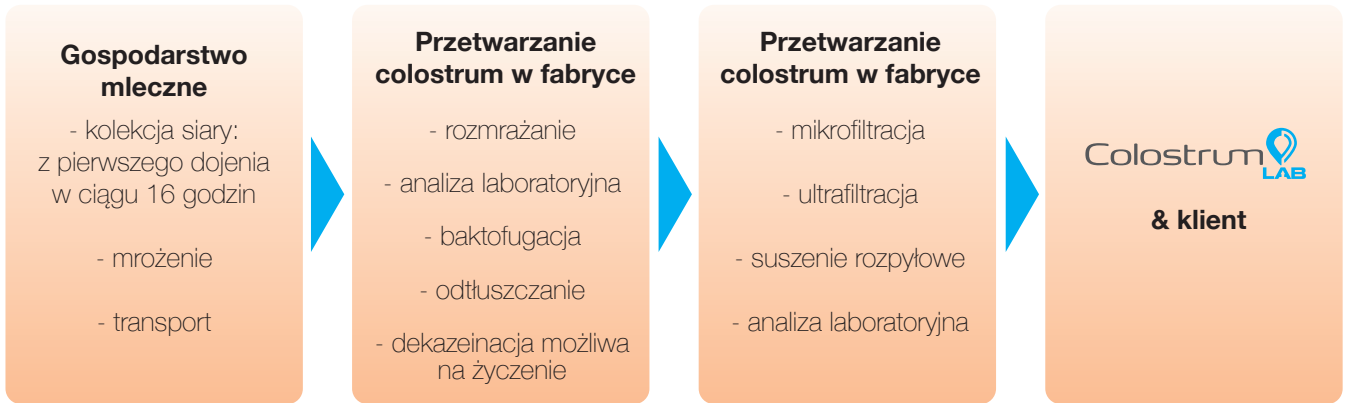 Gospodarstwo
mleczne
- kolekcja siary:
z pierwszego dojenia
w ciągu 16 godzin
- mrożenie
- transport
Przetwarzanie
colostrum w fabryce
- rozmrażanie
- analiza laboratoryjna
- baktofugacja
- odtłuszczanie
- dekazeinacja możliwa
na życzenie
Przetwarzanie
colostrum w fabryce
- mikrofiltracja
- ultrafiltracja
- suszenie rozpyłowe
- analiza laboratoryjna
Colostrum
LAB
& klient